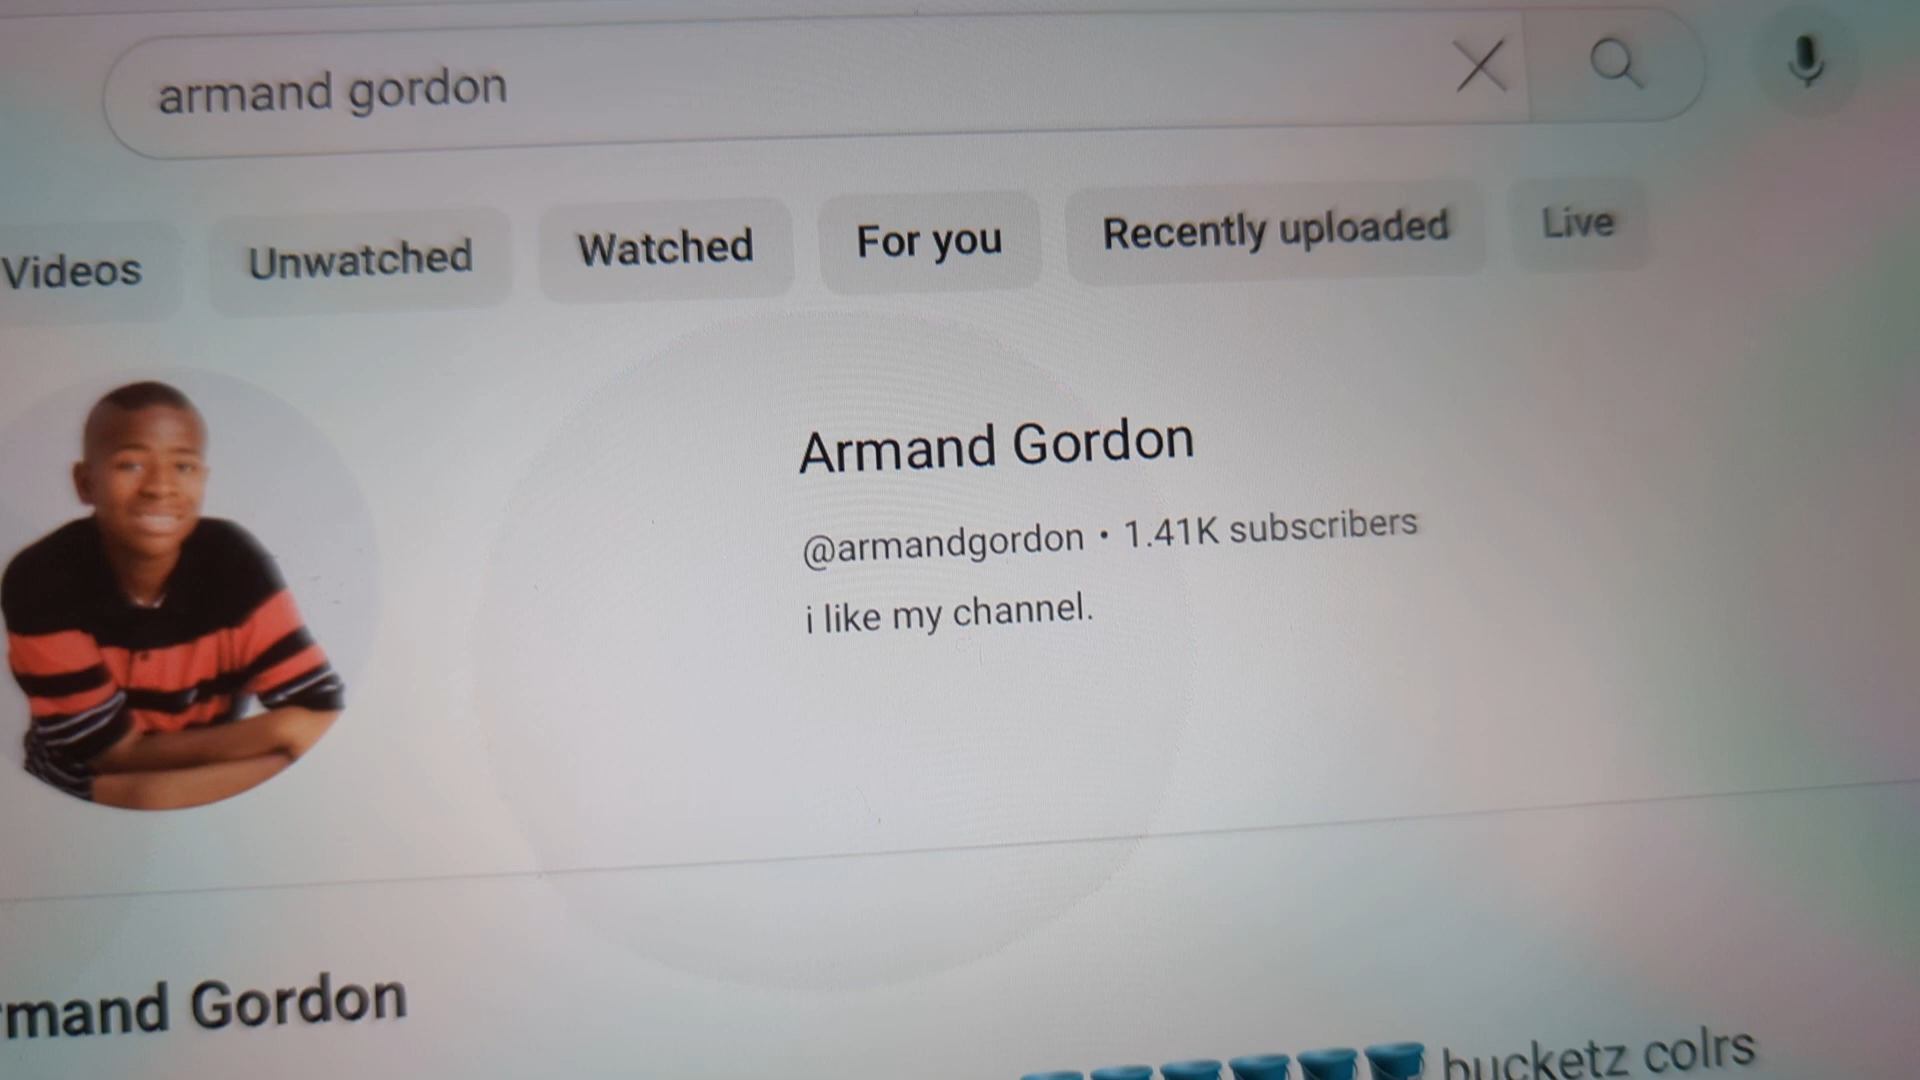 armand gordon
Videos Unwatched Watched For you Recently uploaded Live
Armand Gordon
@armandgordon • 1.41K subscribers
i like my channel.
rmand Gordon
bucketz colrs